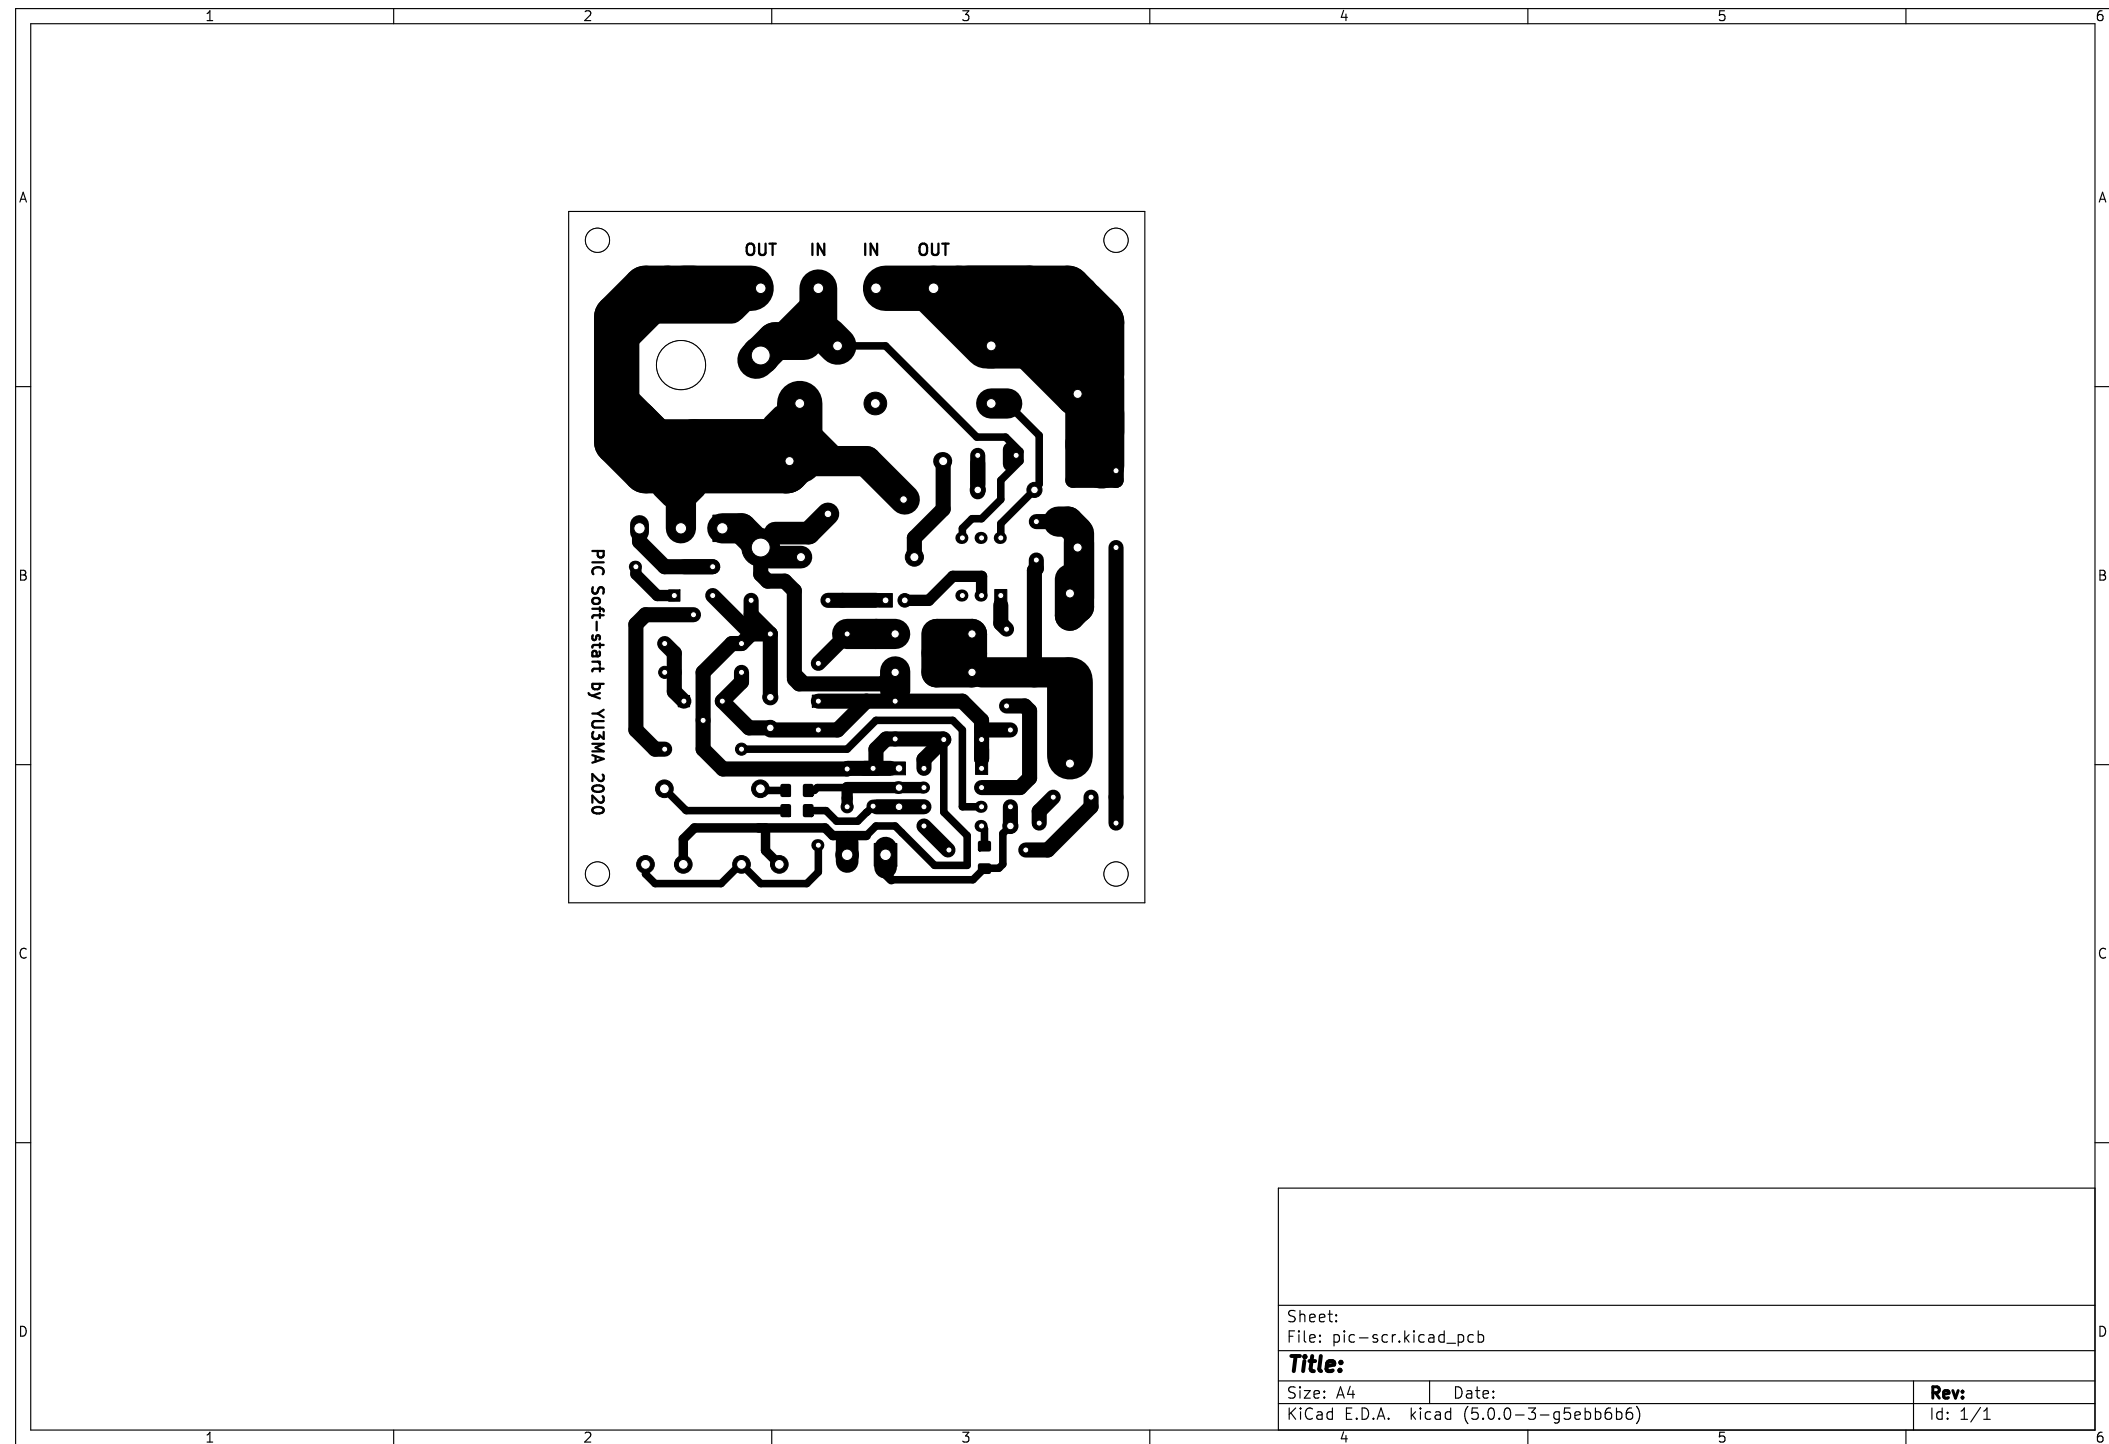 1 2 3 4 5 6
A A
OUT IN IN OUT
B B
PIC Soft-start by YU3MA 2020
C C
D D
Sheet:
File: pic-scr.kicad_pcb
Title:
Size: A4 Date: Rev:
KiCad E.D.A. kicad (5.0.0-3-g5ebb6b6) Id: 1/1
1 2 3 4 5 6